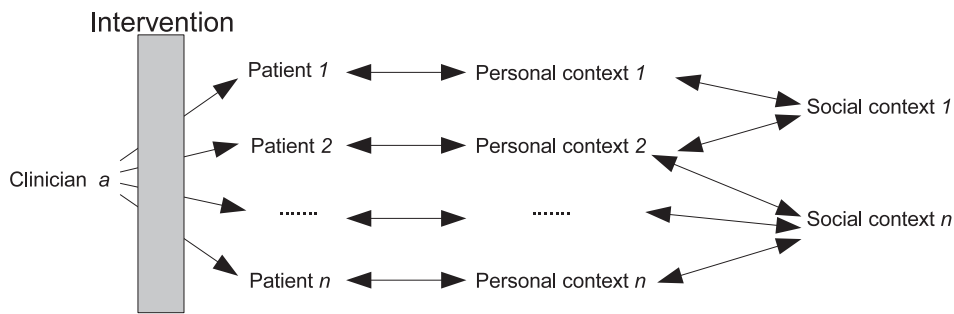 Intervention
Patient 1
Personal context 1
Social context 1
Patient 2
Personal context 2
Clinician a
.......
.......
Social context n
Patient n
Personal context n